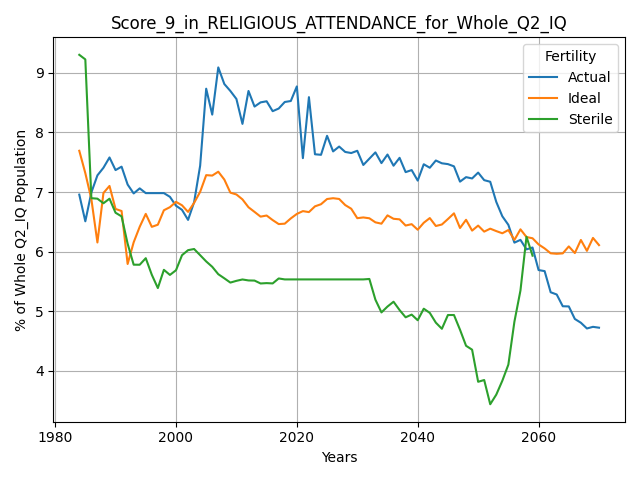 Score_9_in_RELIGIOUS_ATTENDANCE_for_Whole_Q2_IQ
Fertility
Actual
Ideal
Sterile
% of Whole Q2_IQ Population
9
8
7
6
5
4
1980 2000 2020 2040 2060
Years